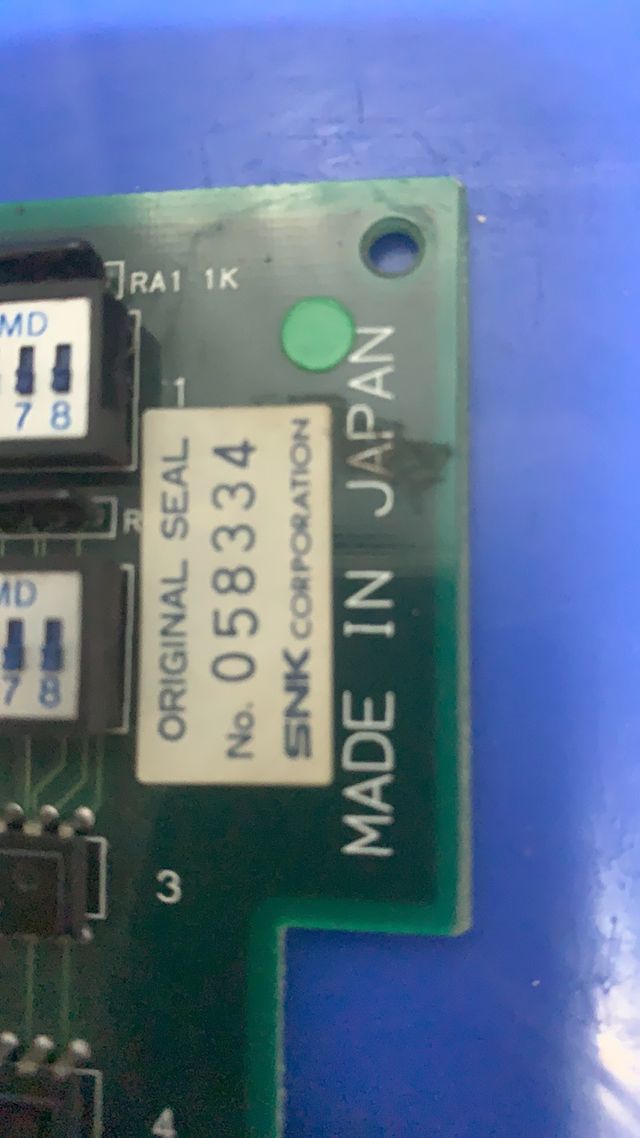 RA1 1K
MD
7 8
1
R
MD
7 8
ORIGINAL SEAL
No. 058334
SNK CORPORATION
MADE IN JAPAN
3
4